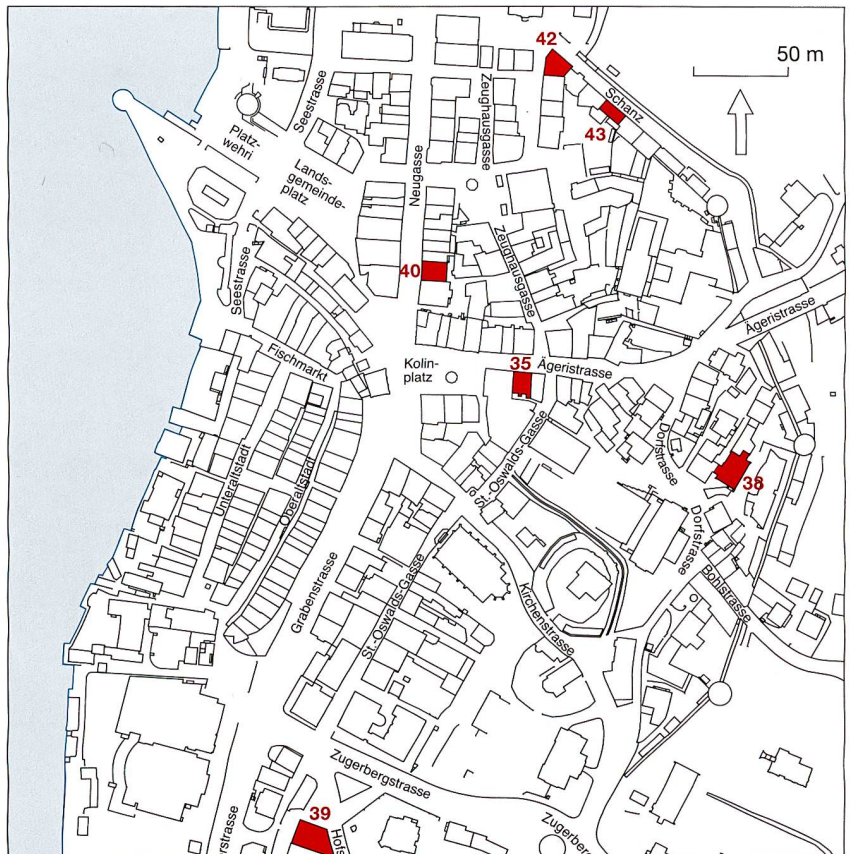 42
50 m
Schanz
43
Seestrasse
Zeughausgasse
Platz-
wehri
Lands-
gemeinde-
platz
Neugasse
Zeughausgasse
Seestrasse
40
Ägeristrasse
Fischmarkt
Kolin-
platz
35
Ägeristrasse
St.-Oswalds-Gasse
Dorfstrasse
38
Unteraltstadt
Oberaltstadt
Dorfstrasse
Bohlstrasse
Grabenstrasse
St.-Oswalds-Gasse
Kirchenstrasse
Zugerbergstrasse
39